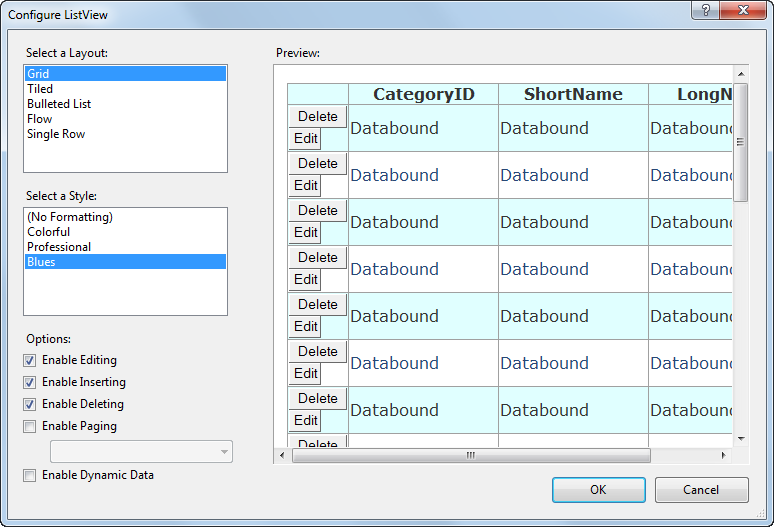 Configure ListView
Select a Layout:
Grid
Tiled
Bulleted List
Flow
Single Row
Select a Style:
(No Formatting)
Colorful
Professional
Blues
Options:
Enable Editing
Enable Inserting
Enable Deleting
Enable Paging
Enable Dynamic Data
Preview:
CategoryID ShortName LongN
Delete
Edit
Databound Databound Databound
Delete
Edit
Databound Databound Databound
Delete
Edit
Databound Databound Databound
Delete
Edit
Databound Databound Databound
Delete
Edit
Databound Databound Databound
Delete
Edit
Databound Databound Databound
Delete
Edit
Databound Databound Databound
Delete
OK Cancel